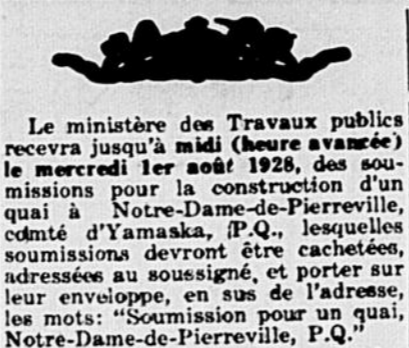 Le ministère des Travaux publics
recevra jusqu'à midi (heure avancée)
le mercredi 1er août 1928, des sou-
missions pour la construction d'un
quai à Notre-Dame-de-Pierreville,
comté d'Yamaska, (P.Q., lesquelles
soumissions devront être cachetées,
adressées au soussigné, et porter sur
leur enveloppe, en sus de l'adresse,
les mots: "Soumission pour un quai,
Notre-Dame-de-Pierreville, P.Q."